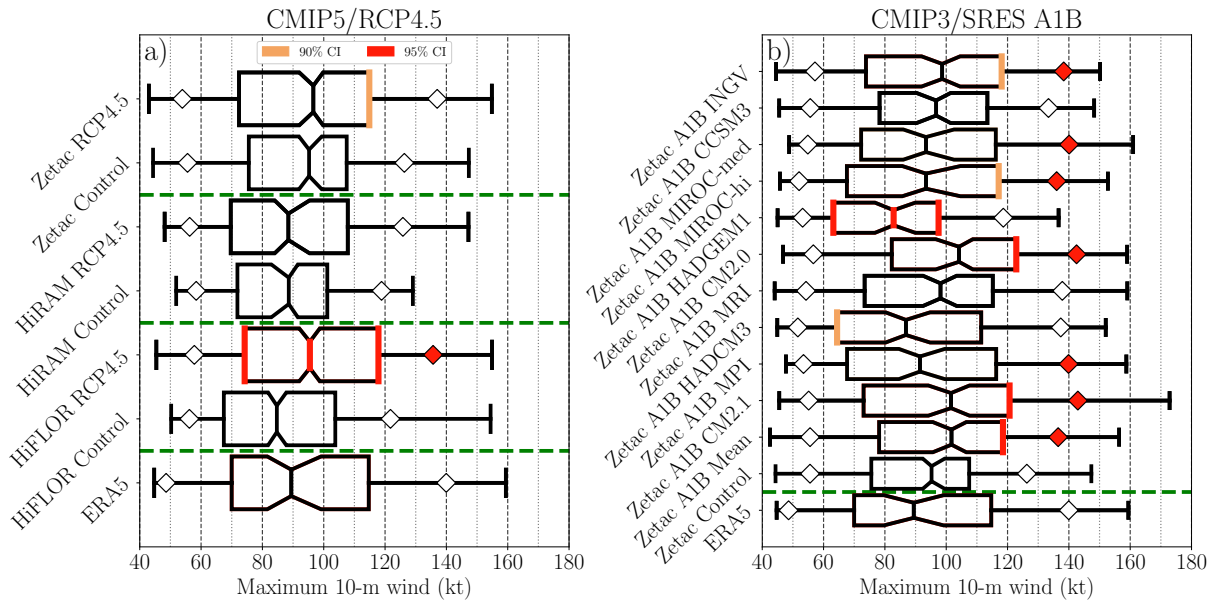 CMIP5/RCP4.5
a)
90% CI
95% CI
Zetac RCP4.5
Zetac Control
HiRAM RCP4.5
HiRAM Control
HiFLOR RCP4.5
HiFLOR Control
ERA5
40 60 80 100 120 140 160 180
Maximum 10-m wind (kt)
CMIP3/SRES A1B
b)
Zetac A1B INGV
Zetac A1B CCSM3
Zetac A1B MIROC-med
Zetac A1B MIROC-hi
Zetac A1B HADGEM1
Zetac A1B CM2.0
Zetac A1B MRI
Zetac A1B HADCM3
Zetac A1B MPI
Zetac A1B CM2.1
Zetac A1B Mean
Zetac Control
ERA5
40 60 80 100 120 140 160 180
Maximum 10-m wind (kt)